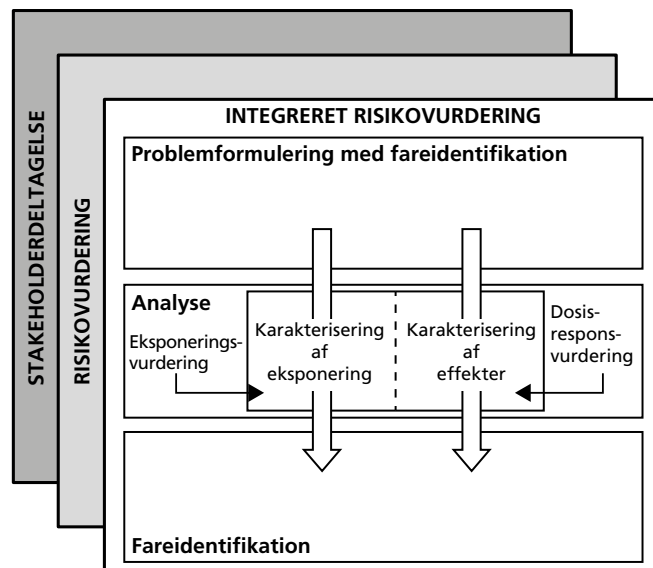 STAKEHOLDERDELTAGELSE
RISIKOVURDERING
INTEGRERET RISIKOVURDERING
Problemformulering med fareidentifikation
Analyse
Eksponerings-
vurdering
Karakterisering
af
eksponering
Karakterisering
af
effekter
Dosis-
respons-
vurdering
Fareidentifikation